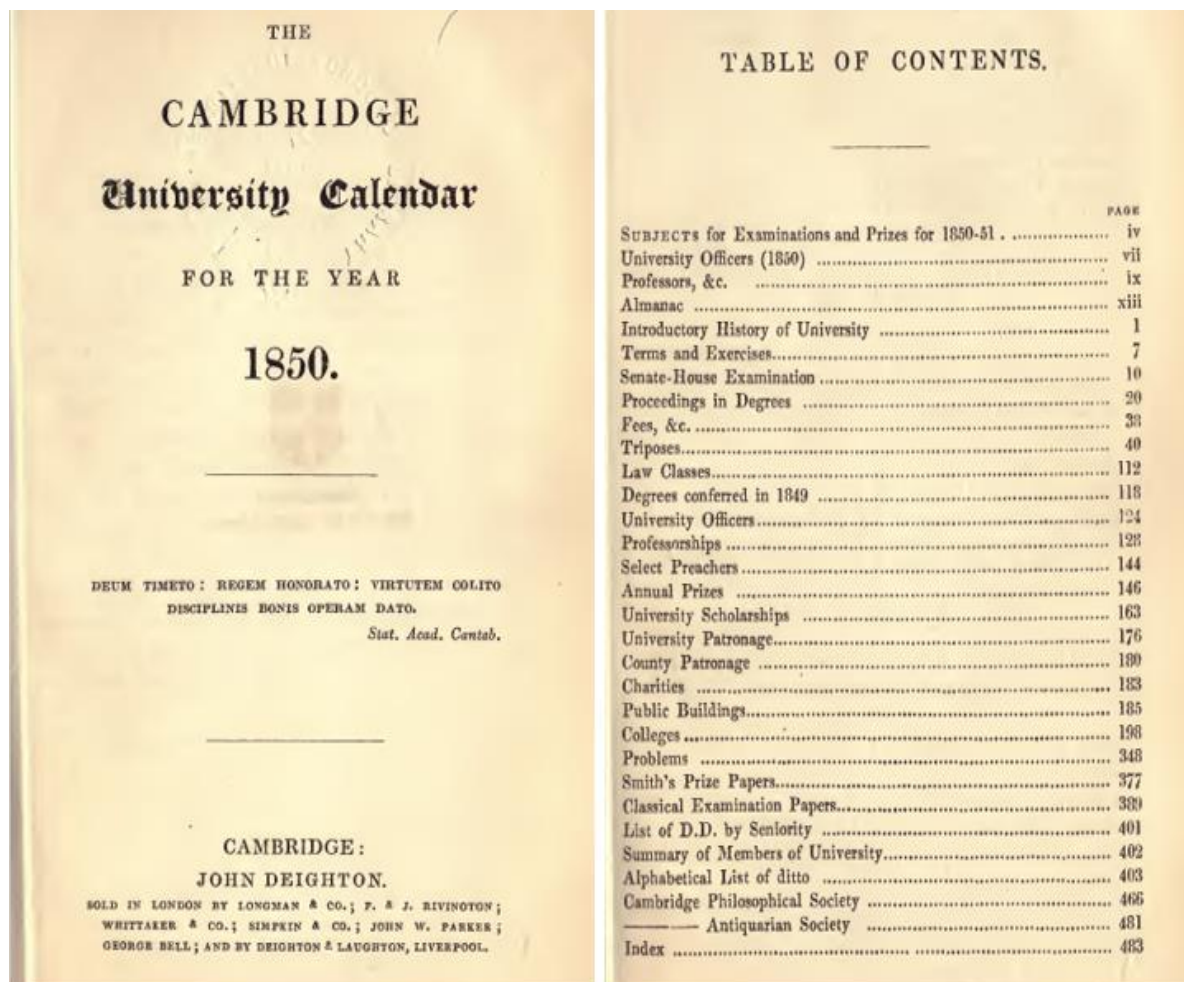 THE
CAMBRIDGE
University Calendar
FOR THE YEAR
1850.
DEUM TIMETO : REGEM HONORATO : VIRTUTEM COLITO
DISCIPLINIS BONIS OPERAM DATO.
Stat. Acad. Cantab.
CAMBRIDGE :
JOHN DEIGHTON.
SOLD IN LONDON BY LONGMAN & CO.; F. & J. RIVINGTON;
WHITTAKER & CO.; SIMPKIN & CO.; JOHN W. PARKER;
GEORGE BELL; AND BY DEIGHTON & LAUGHTON, LIVERPOOL.
TABLE OF CONTENTS.
PAGE
SUBJECTS for Examinations and Prizes for 1850-51 . .................. iv
University Officers (1850) .................. vii
Professors, &c. .................. ix
Almanac .................. xiii
Introductory History of University .................. 1
Terms and Exercises.................. 7
Senate-House Examination .................. 10
Proceedings in Degrees .................. 20
Fees, &c. .................. 38
Triposes.................. 40
Law Classes.................. 112
Degrees conferred in 1849 .................. 118
University Officers.................. 124
Professorships .................. 128
Select Preachers .................. 144
Annual Prizes .................. 146
University Scholarships .................. 163
University Patronage.................. 176
County Patronage .................. 180
Charities .................. 183
Public Buildings.................. 185
Colleges .................. 198
Problems .................. 348
Smith's Prize Papers.................. 377
Classical Examination Papers.................. 389
List of D.D. by Seniority .................. 401
Summary of Members of University.................. 402
Alphabetical List of ditto .................. 403
Cambridge Philosophical Society .................. 466
——— Antiquarian Society .................. 481
Index .................. 483